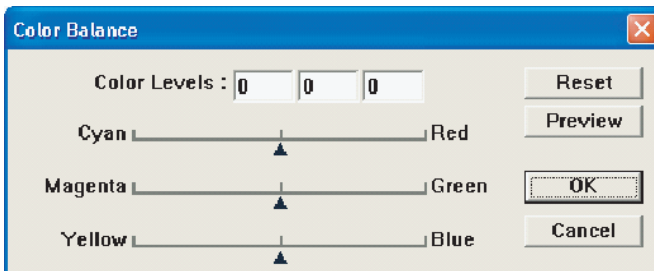 Color Balance
Color Levels : 0 0 0
Reset
Cyan Red
Preview
Magenta Green
OK
Yellow Blue
Cancel